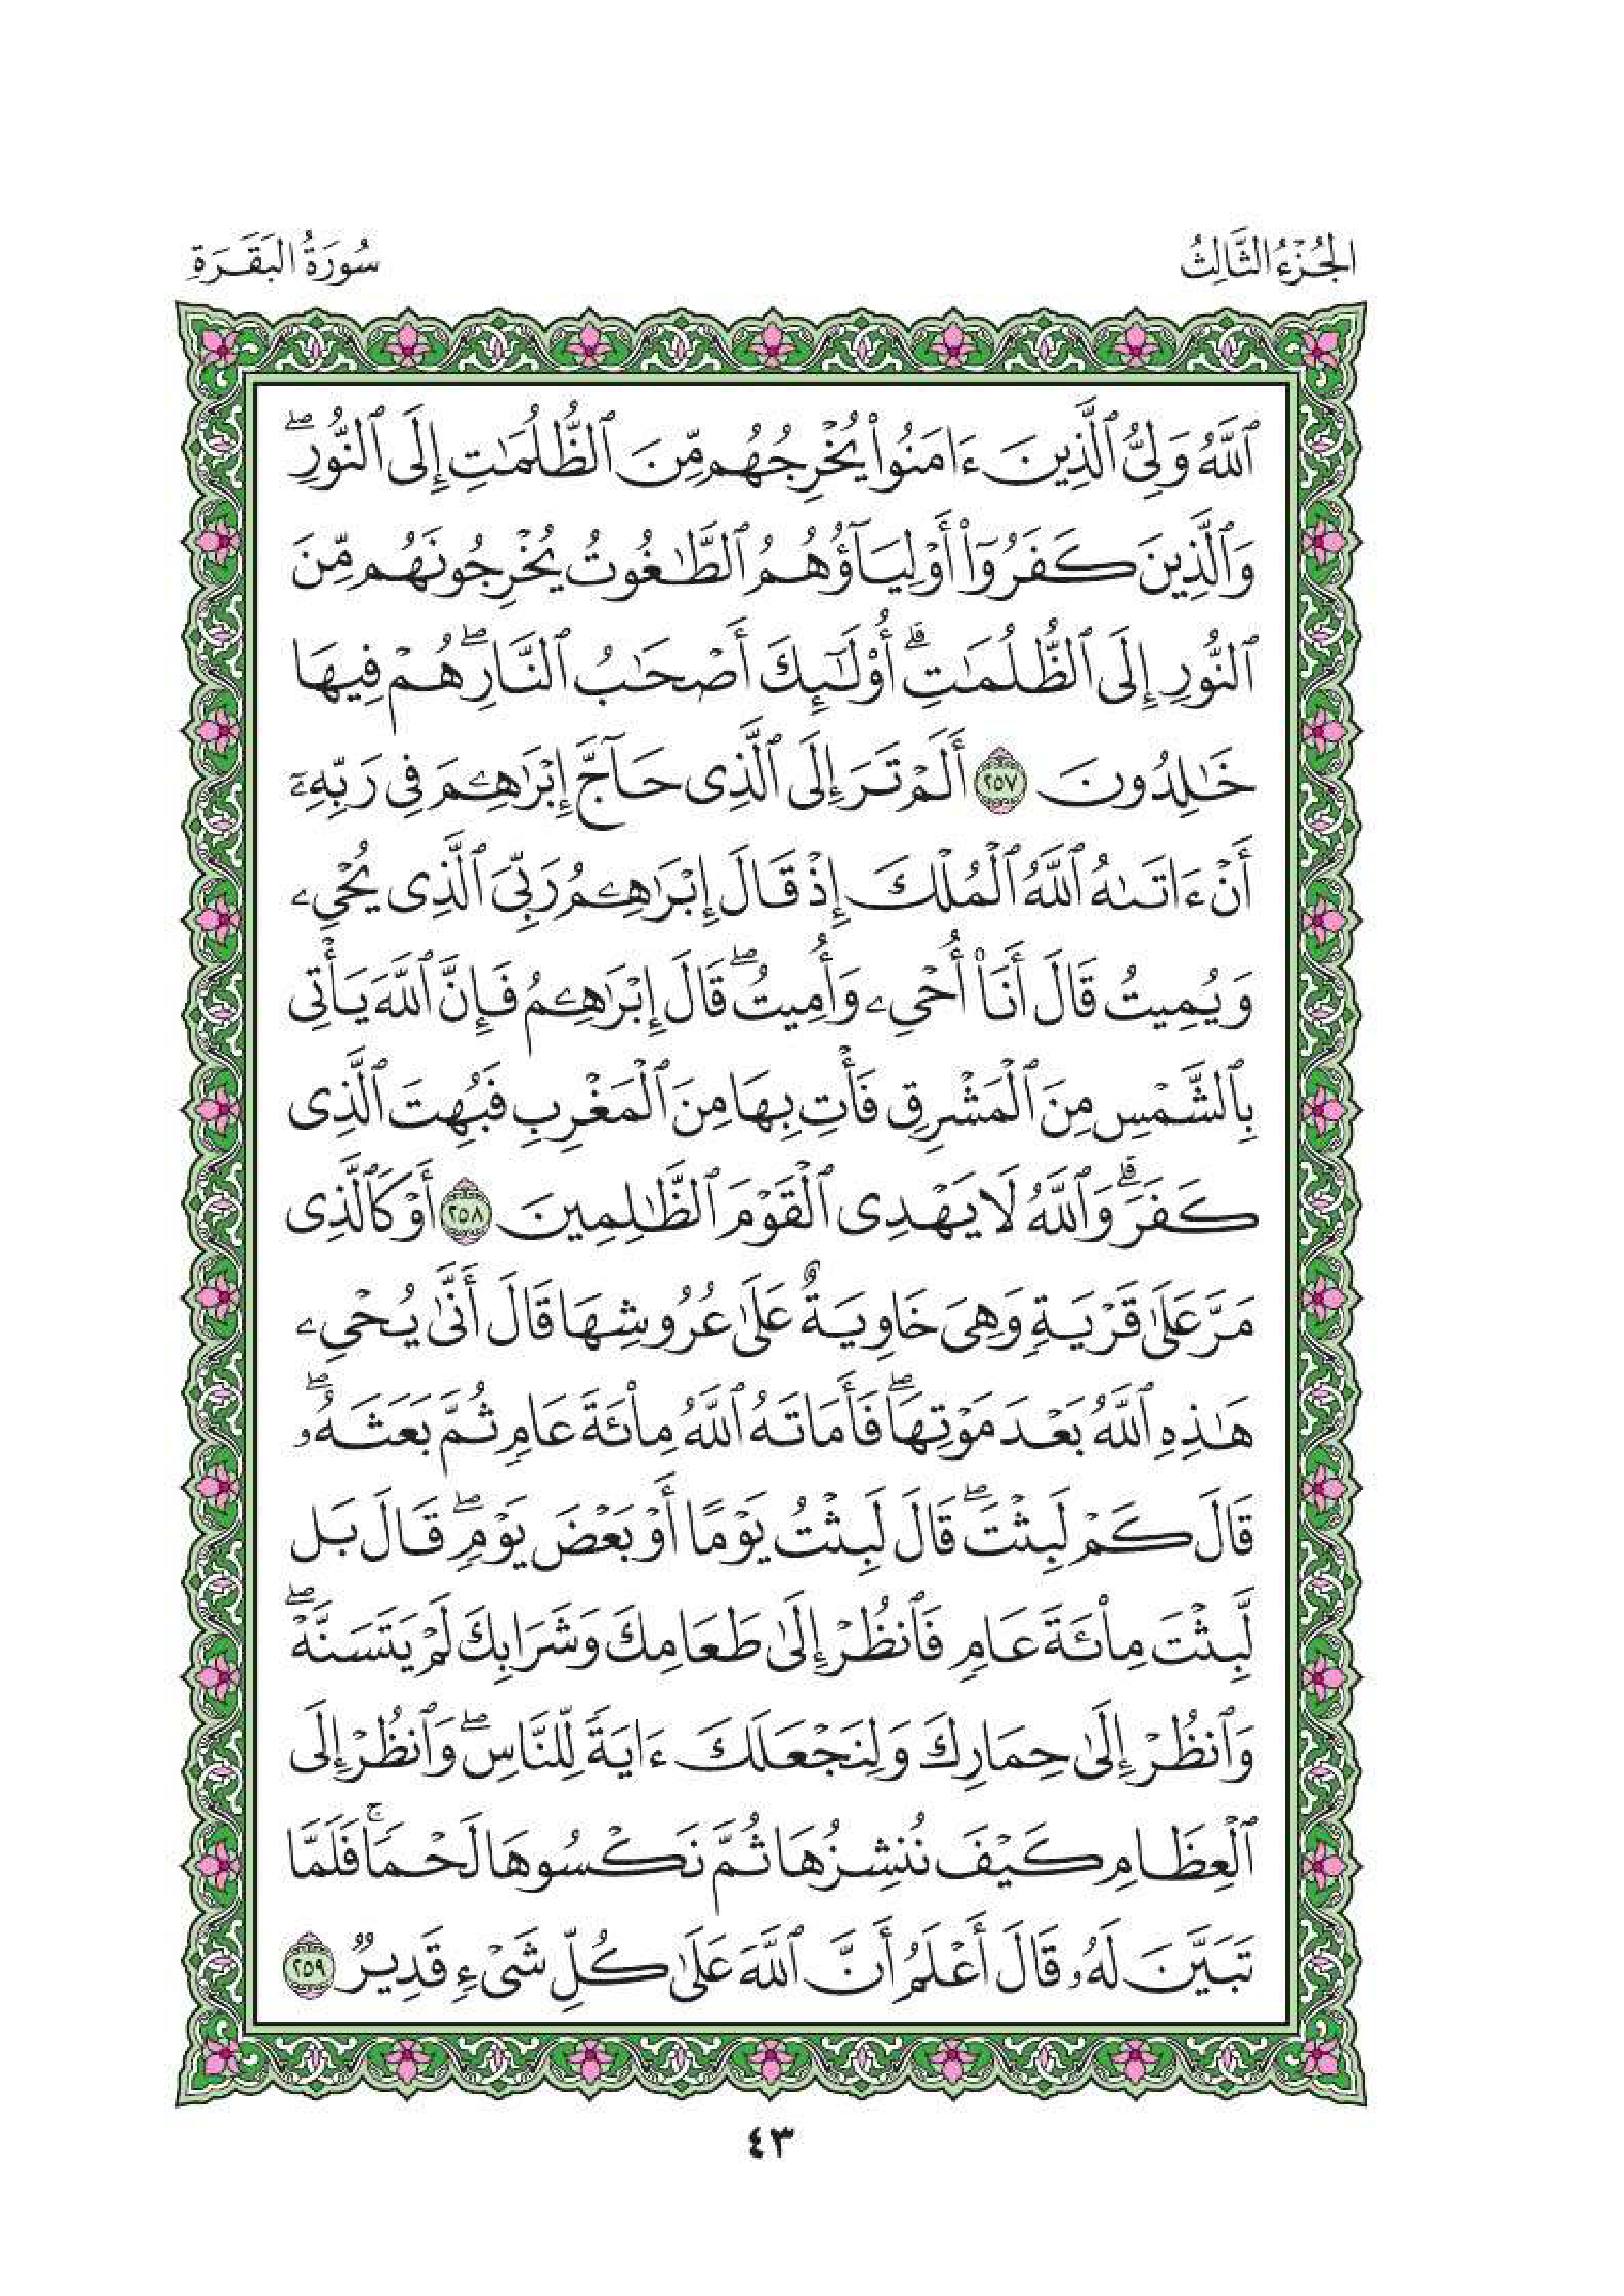 الجُزْءُ الثَّالِثُ
سُورَةُ البَقَرَةِ
ٱللَّهُ وَلِيُّ ٱلَّذِينَ ءَامَنُوا۟ يُخْرِجُهُم مِّنَ ٱلظُّلُمَٰتِ إِلَى ٱلنُّورِۖ
وَٱلَّذِينَ كَفَرُوٓا۟ أَوْلِيَآؤُهُمُ ٱلطَّٰغُوتُ يُخْرِجُونَهُم مِّنَ
ٱلنُّورِ إِلَى ٱلظُّلُمَٰتِۗ أُو۟لَٰٓئِكَ أَصْحَٰبُ ٱلنَّارِۖ هُمْ فِيهَا
خَٰلِدُونَ ٢٥٧ أَلَمْ تَرَ إِلَى ٱلَّذِى حَآجَّ إِبْرَٰهِۦمَ فِى رَبِّهِۦٓ
أَنْ ءَاتَىٰهُ ٱللَّهُ ٱلْمُلْكَ إِذْ قَالَ إِبْرَٰهِۦمُ رَبِّىَ ٱلَّذِى يُحْىِۦ
وَيُمِيتُ قَالَ أَنَا۠ أُحْىِۦ وَأُمِيتُۖ قَالَ إِبْرَٰهِۦمُ فَإِنَّ ٱللَّهَ يَأْتِى
بِٱلشَّمْسِ مِنَ ٱلْمَشْرِقِ فَأْتِ بِهَا مِنَ ٱلْمَغْرِبِ فَبُهِتَ ٱلَّذِى
كَفَرَۗ وَٱللَّهُ لَا يَهْدِى ٱلْقَوْمَ ٱلظَّٰلِمِينَ ٢٥٨ أَوْ كَٱلَّذِى
مَرَّ عَلَىٰ قَرْيَةٍ وَهِىَ خَاوِيَةٌ عَلَىٰ عُرُوشِهَا قَالَ أَنَّىٰ يُحْىِۦ
هَٰذِهِ ٱللَّهُ بَعْدَ مَوْتِهَاۖ فَأَمَاتَهُ ٱللَّهُ مِا۟ئَةَ عَامٍ ثُمَّ بَعَثَهُۥۖ
قَالَ كَمْ لَبِثْتَۖ قَالَ لَبِثْتُ يَوْمًا أَوْ بَعْضَ يَوْمٍۖ قَالَ بَل
لَّبِثْتَ مِا۟ئَةَ عَامٍ فَٱنظُرْ إِلَىٰ طَعَامِكَ وَشَرَابِكَ لَمْ يَتَسَنَّهْۖ
وَٱنظُرْ إِلَىٰ حِمَارِكَ وَلِنَجْعَلَكَ ءَايَةً لِّلنَّاسِۖ وَٱنظُرْ إِلَى
ٱلْعِظَامِ كَيْفَ نُنشِزُهَا ثُمَّ نَكْسُوهَا لَحْمًاۚ فَلَمَّا
تَبَيَّنَ لَهُۥ قَالَ أَعْلَمُ أَنَّ ٱللَّهَ عَلَىٰ كُلِّ شَىْءٍ قَدِيرٌ ٢٥٩
٤٣